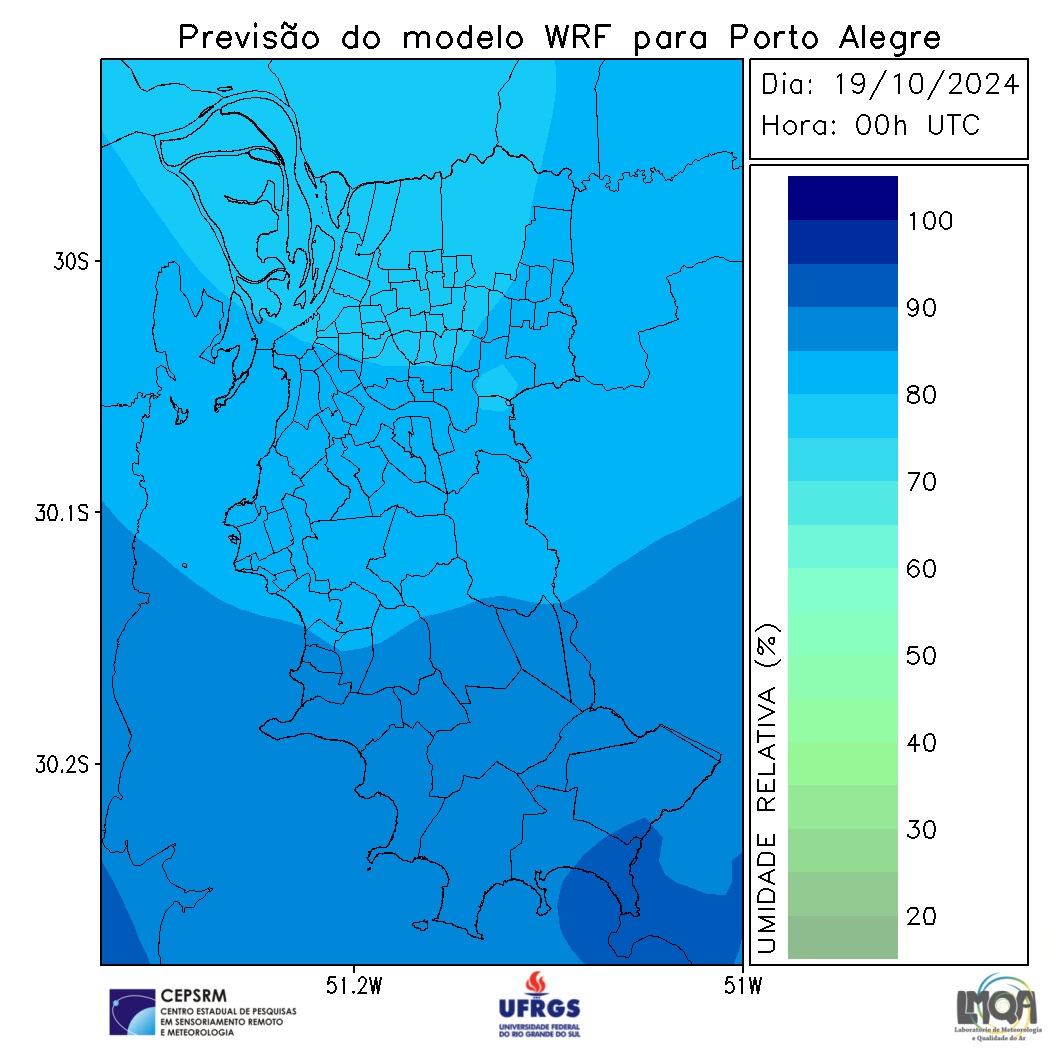 Previsão do modelo WRF para Porto Alegre
Dia: 19/10/2024
Hora: 00h UTC
100
90
80
70
60
50
40
30
20
UMIDADE RELATIVA (%)
30S
30.1S
30.2S
51.2W
51W
CEPSRM
CENTRO ESTADUAL DE PESQUISAS
EM SENSORIAMENTO REMOTO
E METEOROLOGIA
UFRGS
UNIVERSIDADE FEDERAL
DO RIO GRANDE DO SUL
LMQA
Laboratório de Meteorologia
e Qualidade do Ar